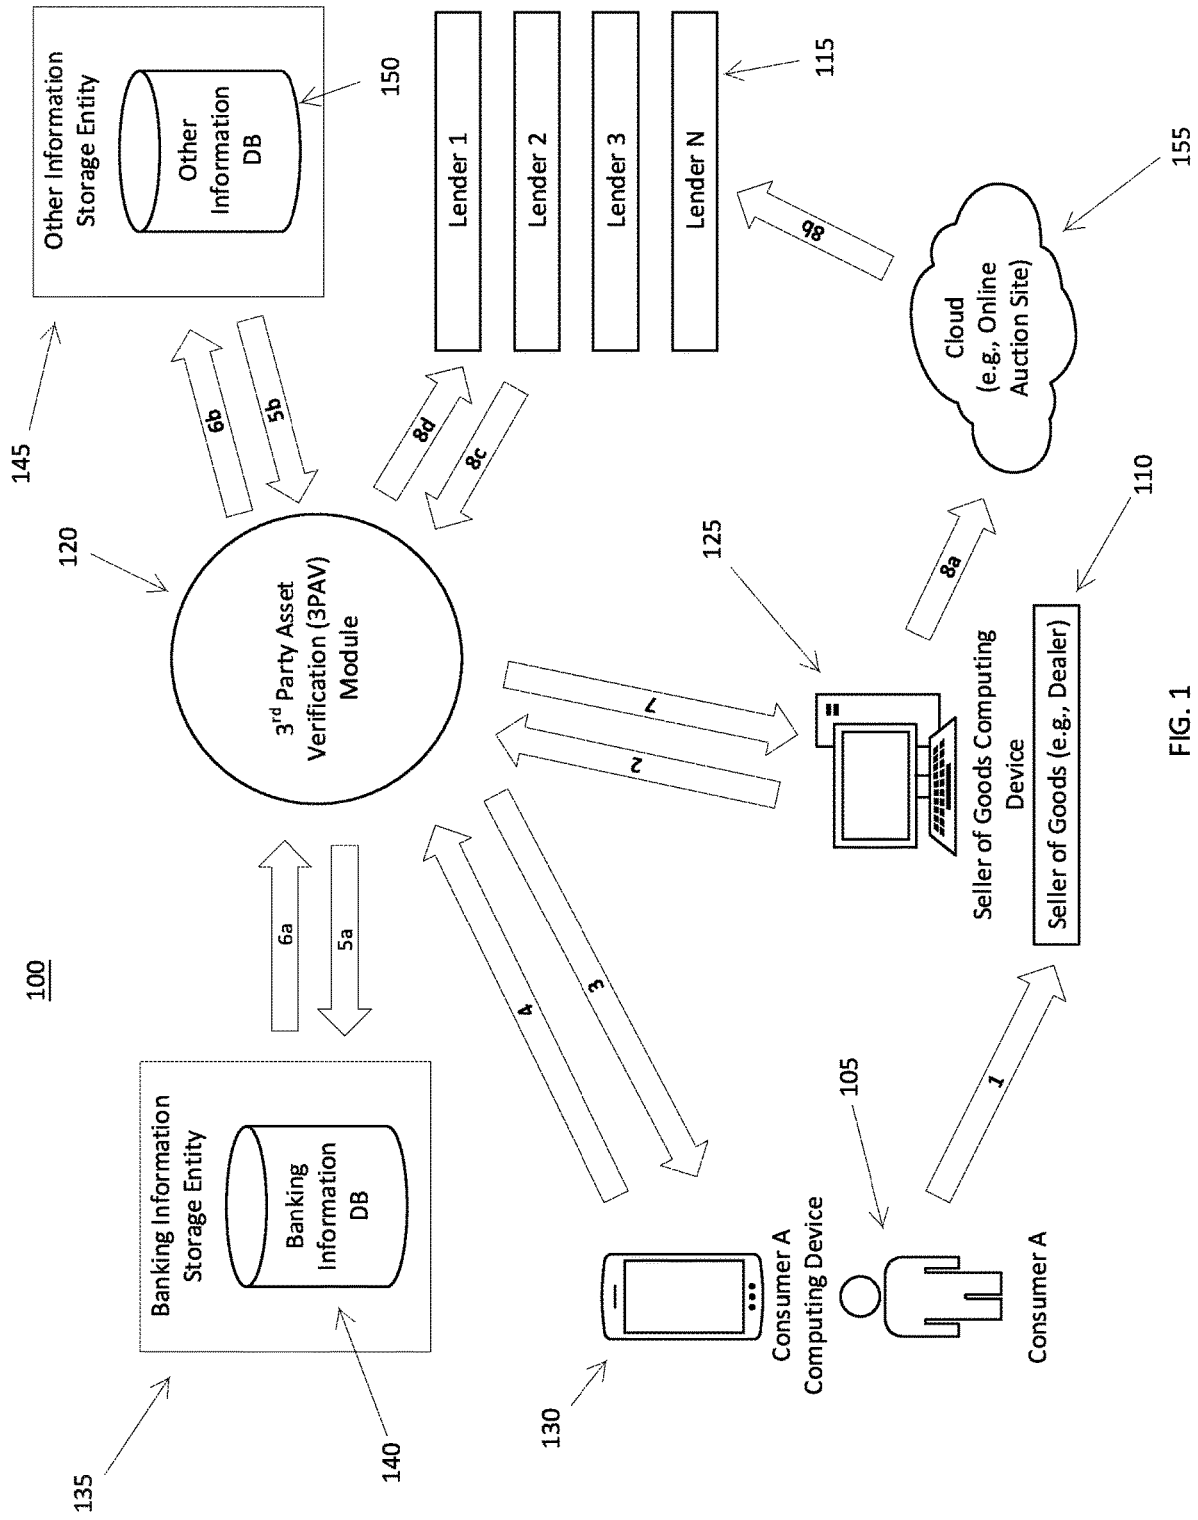 100
135
Banking Information
Storage Entity
Banking
Information
DB
140
6a
5a
120
3rd Party Asset
Verification (3PAV)
Module
145
Other Information
Storage Entity
Other
Information
DB
150
6b
5b
8d
8c
Lender 1
Lender 2
Lender 3
Lender N
115
4
3
2
7
130
Consumer A
Computing Device
105
Consumer A
1
125
Seller of Goods Computing
Device
Seller of Goods (e.g., Dealer)
110
8a
8b
Cloud
(e.g., Online
Auction Site)
155
FIG. 1